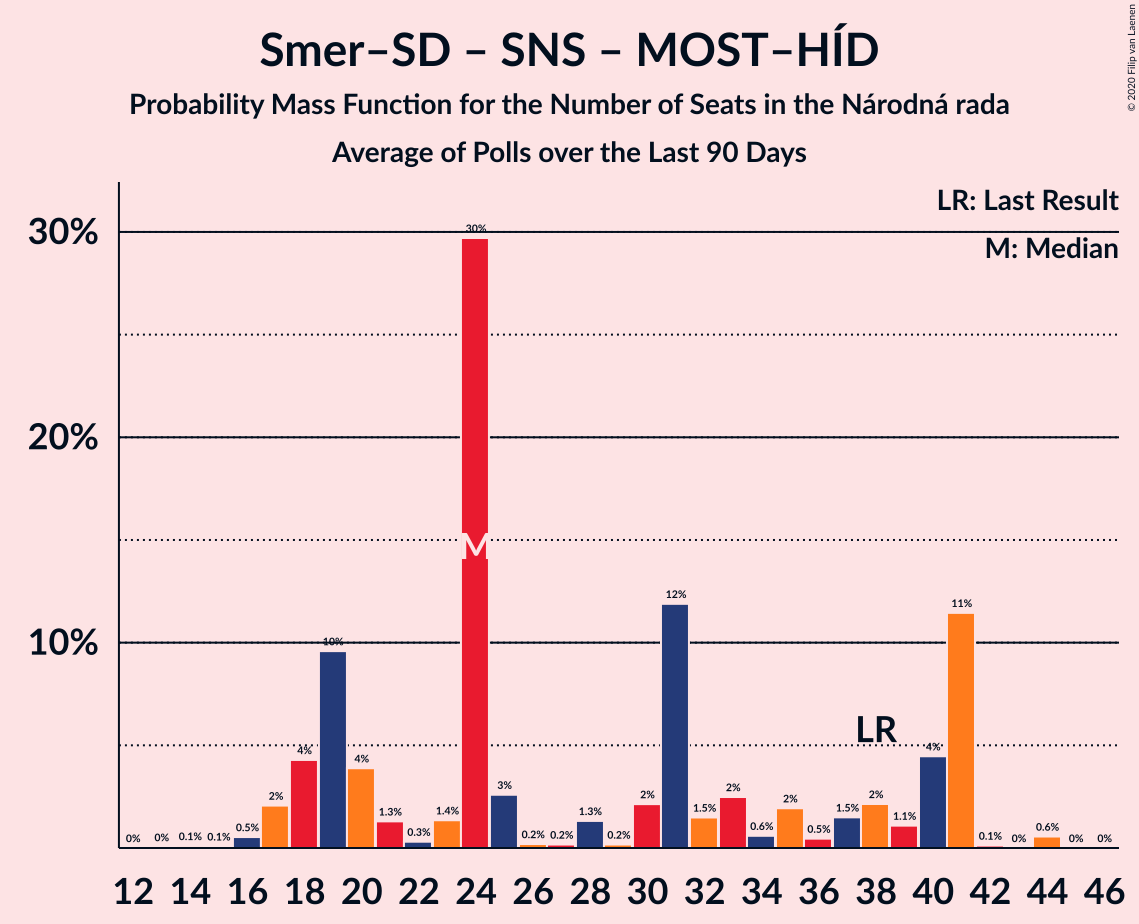 Smer–SD – SNS – MOST–HÍD
Probability Mass Function for the Number of Seats in the Národná rada
Average of Polls over the Last 90 Days
© 2020 Filip van Laenen
LR: Last Result
M: Median
30%
20%
10%
0% 0% 0.1% 0.1% 0.5% 2% 4% 10% 4% 1.3% 0.3% 1.4% 30% 3% 0.2% 0.2% 1.3% 0.2% 2% 12% 1.5% 2% 0.6% 2% 0.5% 1.5% 2% 1.1% 4% 11% 0.1% 0% 0.6% 0% 0%
M
LR
12 14 16 18 20 22 24 26 28 30 32 34 36 38 40 42 44 46